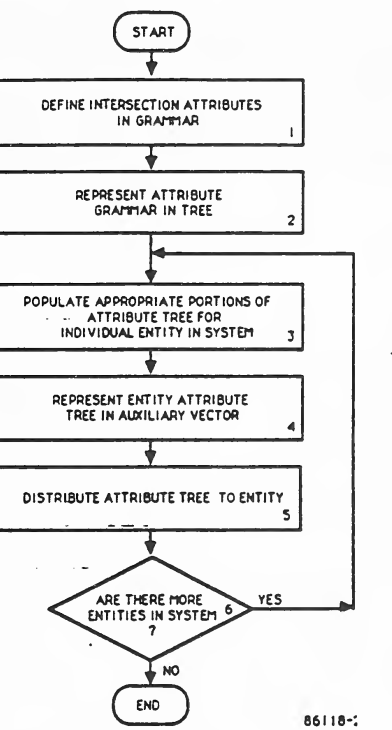 START
DEFINE INTERSECTION ATTRIBUTES
IN GRAMMAR
1
REPRESENT ATTRIBUTE
GRAMMAR IN TREE
2
POPULATE APPROPRIATE PORTIONS OF
ATTRIBUTE TREE FOR
INDIVIDUAL ENTITY IN SYSTEM
3
REPRESENT ENTITY ATTRIBUTE
TREE IN AUXILIARY VECTOR
4
DISTRIBUTE ATTRIBUTE TREE TO ENTITY
5
ARE THERE MORE
ENTITIES IN SYSTEM 6
?
YES
NO
END
86118-